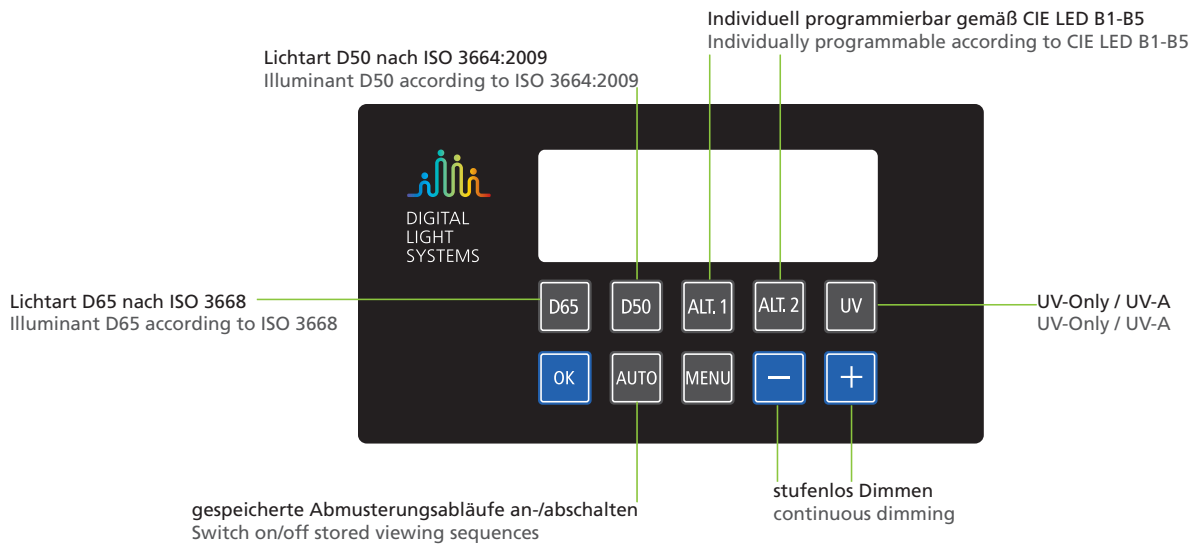 Individuell programmierbar gemäß CIE LED B1-B5
Individually programmable according to CIE LED B1-B5
Lichtart D50 nach ISO 3664:2009
Illuminant D50 according to ISO 3664:2009
DIGITAL
LIGHT
SYSTEMS
Lichtart D65 nach ISO 3668
Illuminant D65 according to ISO 3668
D65 D50 ALT. 1 ALT. 2 UV
UV-Only / UV-A
UV-Only / UV-A
OK AUTO MENU − +
gespeicherte Abmusterungsabläufe an-/abschalten
Switch on/off stored viewing sequences
stufenlos Dimmen
continuous dimming